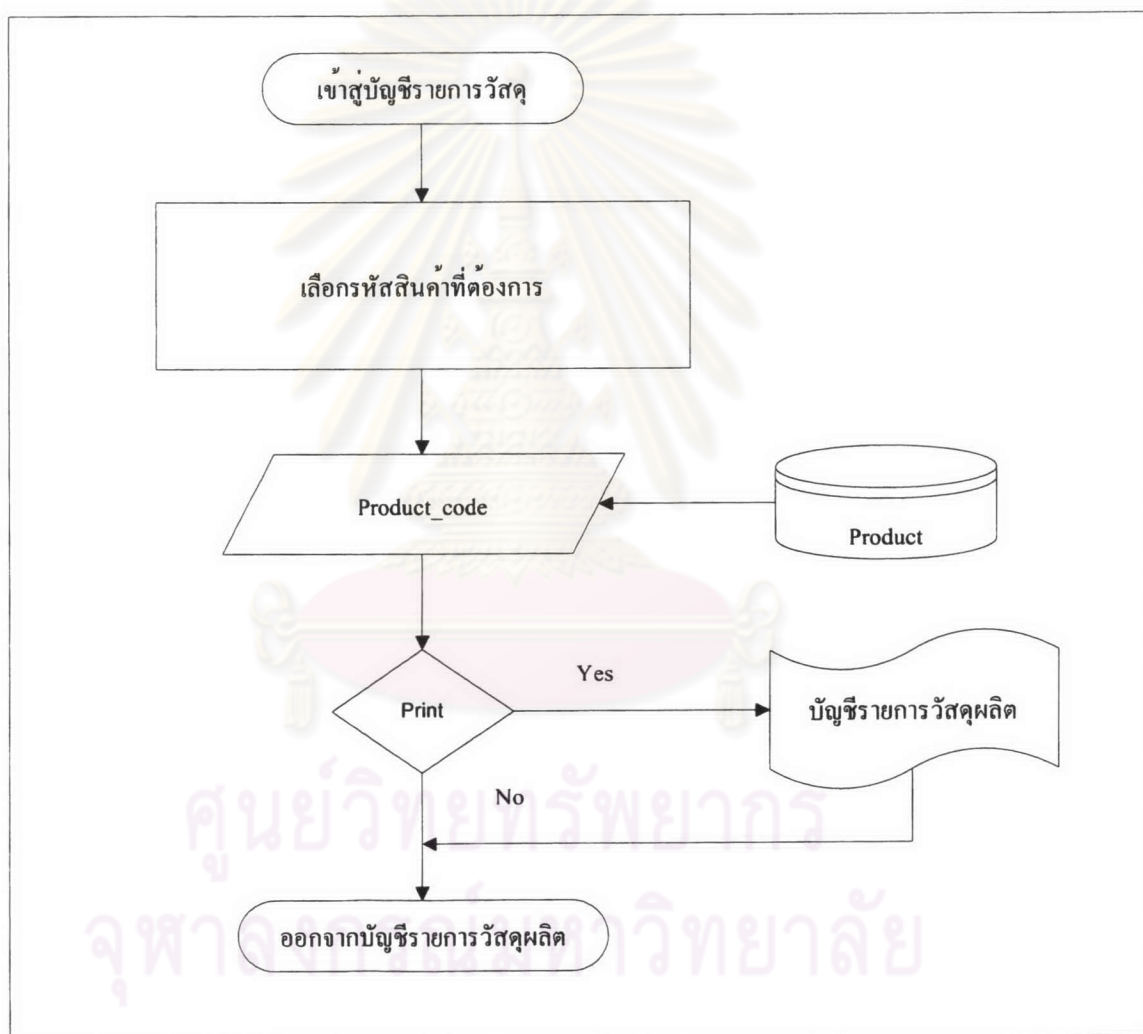 เข้าสู่บัญชีรายการวัสดุ
เลือกรหัสสินค้าที่ต้องการ
Product_code
Product
Print
Yes
บัญชีรายการวัสดุผลิต
No
ออกจากบัญชีรายการวัสดุผลิต
ศูนย์วิทยทรัพยากร
จุฬาลงกรณ์มหาวิทยาลัย